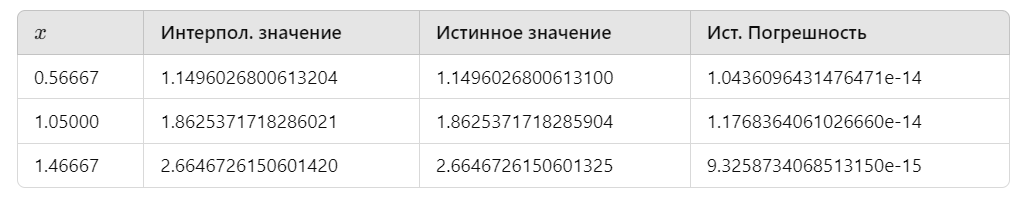 x Интерпол. значение Истинное значение Ист. Погрешность
0.56667 1.1496026800613204 1.1496026800613100 1.0436096431476471e-14
1.05000 1.8625371718286021 1.8625371718285904 1.1768364061026660e-14
1.46667 2.6646726150601420 2.6646726150601325 9.3258734068513150e-15